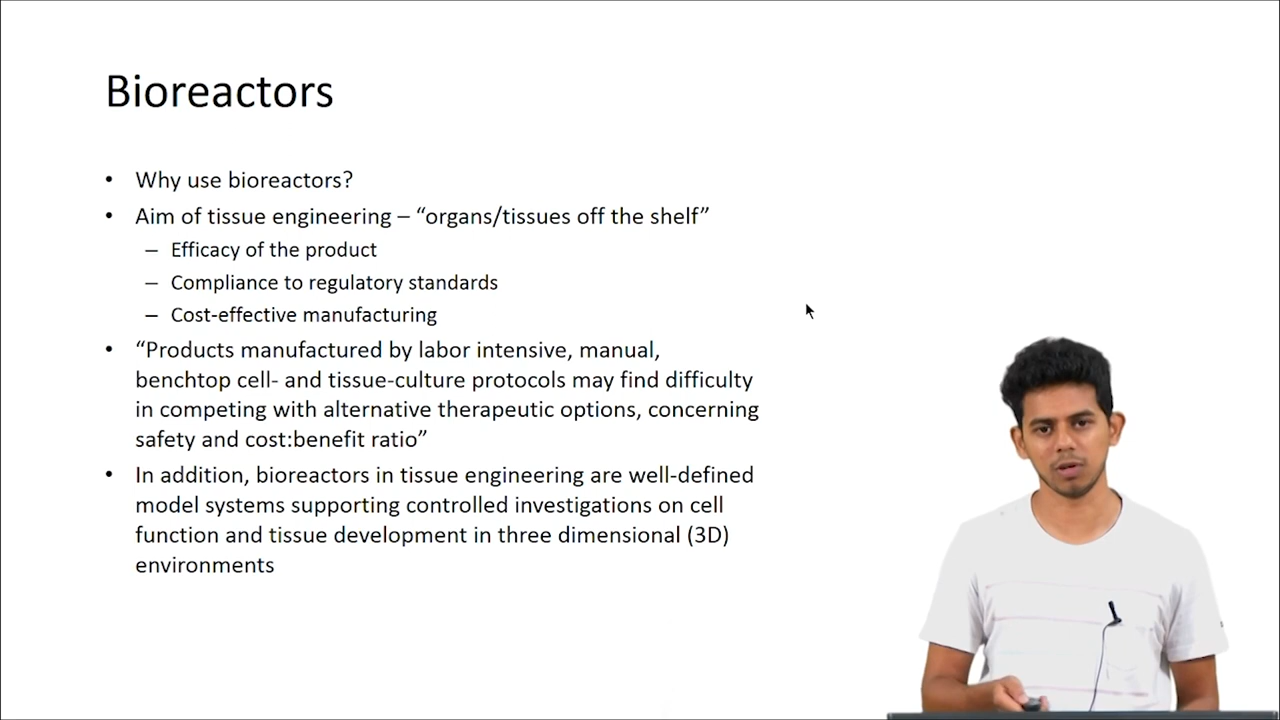 Bioreactors
• Why use bioreactors?
• Aim of tissue engineering – “organs/tissues off the shelf”
– Efficacy of the product
– Compliance to regulatory standards
– Cost-effective manufacturing
• “Products manufactured by labor intensive, manual,
benchtop cell- and tissue-culture protocols may find difficulty
in competing with alternative therapeutic options, concerning
safety and cost:benefit ratio”
• In addition, bioreactors in tissue engineering are well-defined
model systems supporting controlled investigations on cell
function and tissue development in three dimensional (3D)
environments